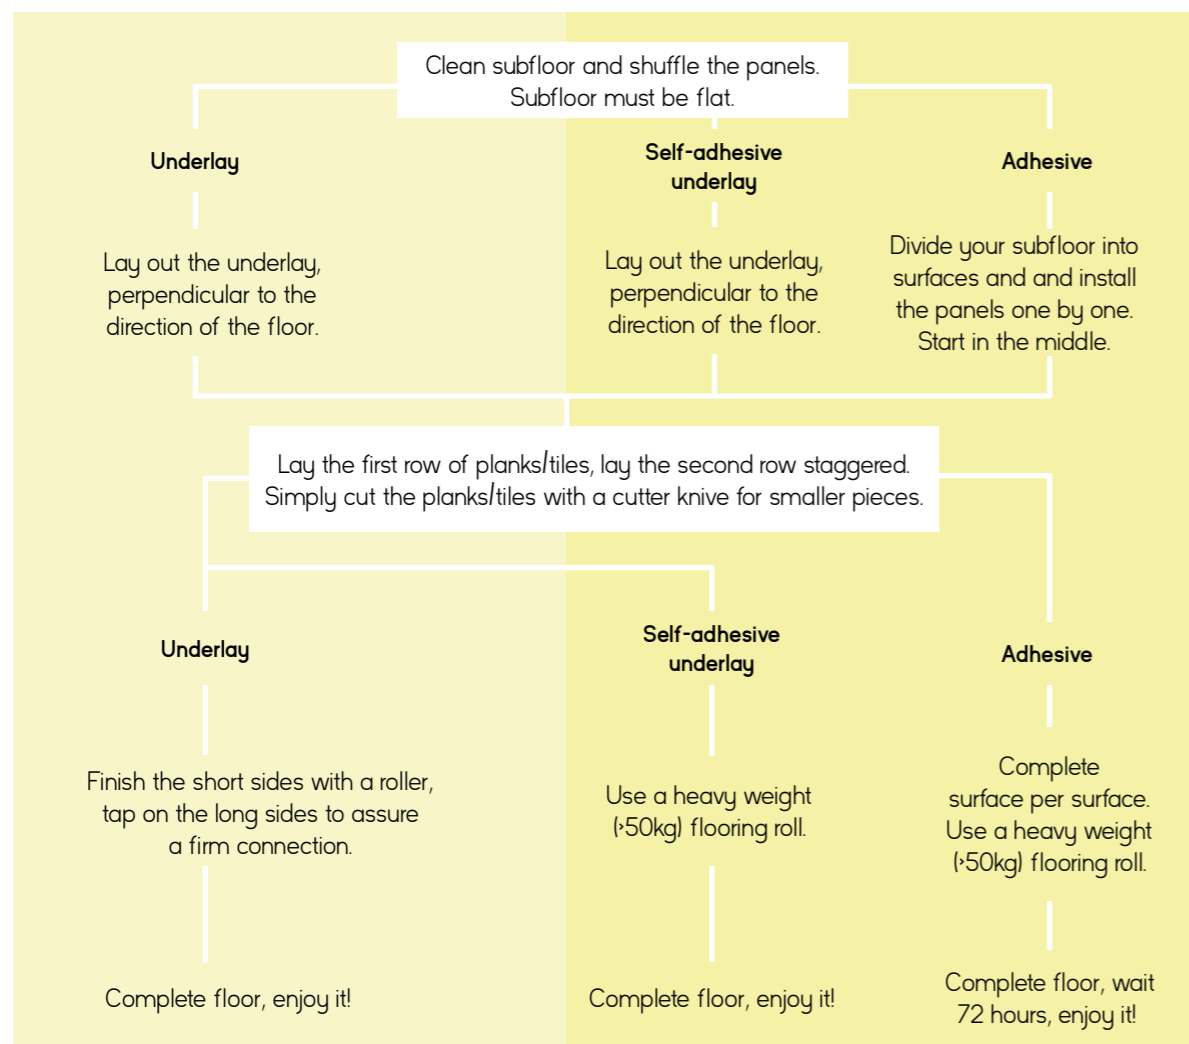 Clean subfloor and shuffle the panels.
Subfloor must be flat.
Underlay
Self-adhesive
underlay
Adhesive
Lay out the underlay,
perpendicular to the
direction of the floor.
Lay out the underlay,
perpendicular to the
direction of the floor.
Divide your subfloor into
surfaces and and install
the panels one by one.
Start in the middle.
Lay the first row of planks/tiles, lay the second row staggered.
Simply cut the planks/tiles with a cutter knive for smaller pieces.
Underlay
Self-adhesive
underlay
Adhesive
Finish the short sides with a roller,
tap on the long sides to assure
a firm connection.
Use a heavy weight
(>50kg) flooring roll.
Complete
surface per surface.
Use a heavy weight
(>50kg) flooring roll.
Complete floor, enjoy it!
Complete floor, enjoy it!
Complete floor, wait
72 hours, enjoy it!